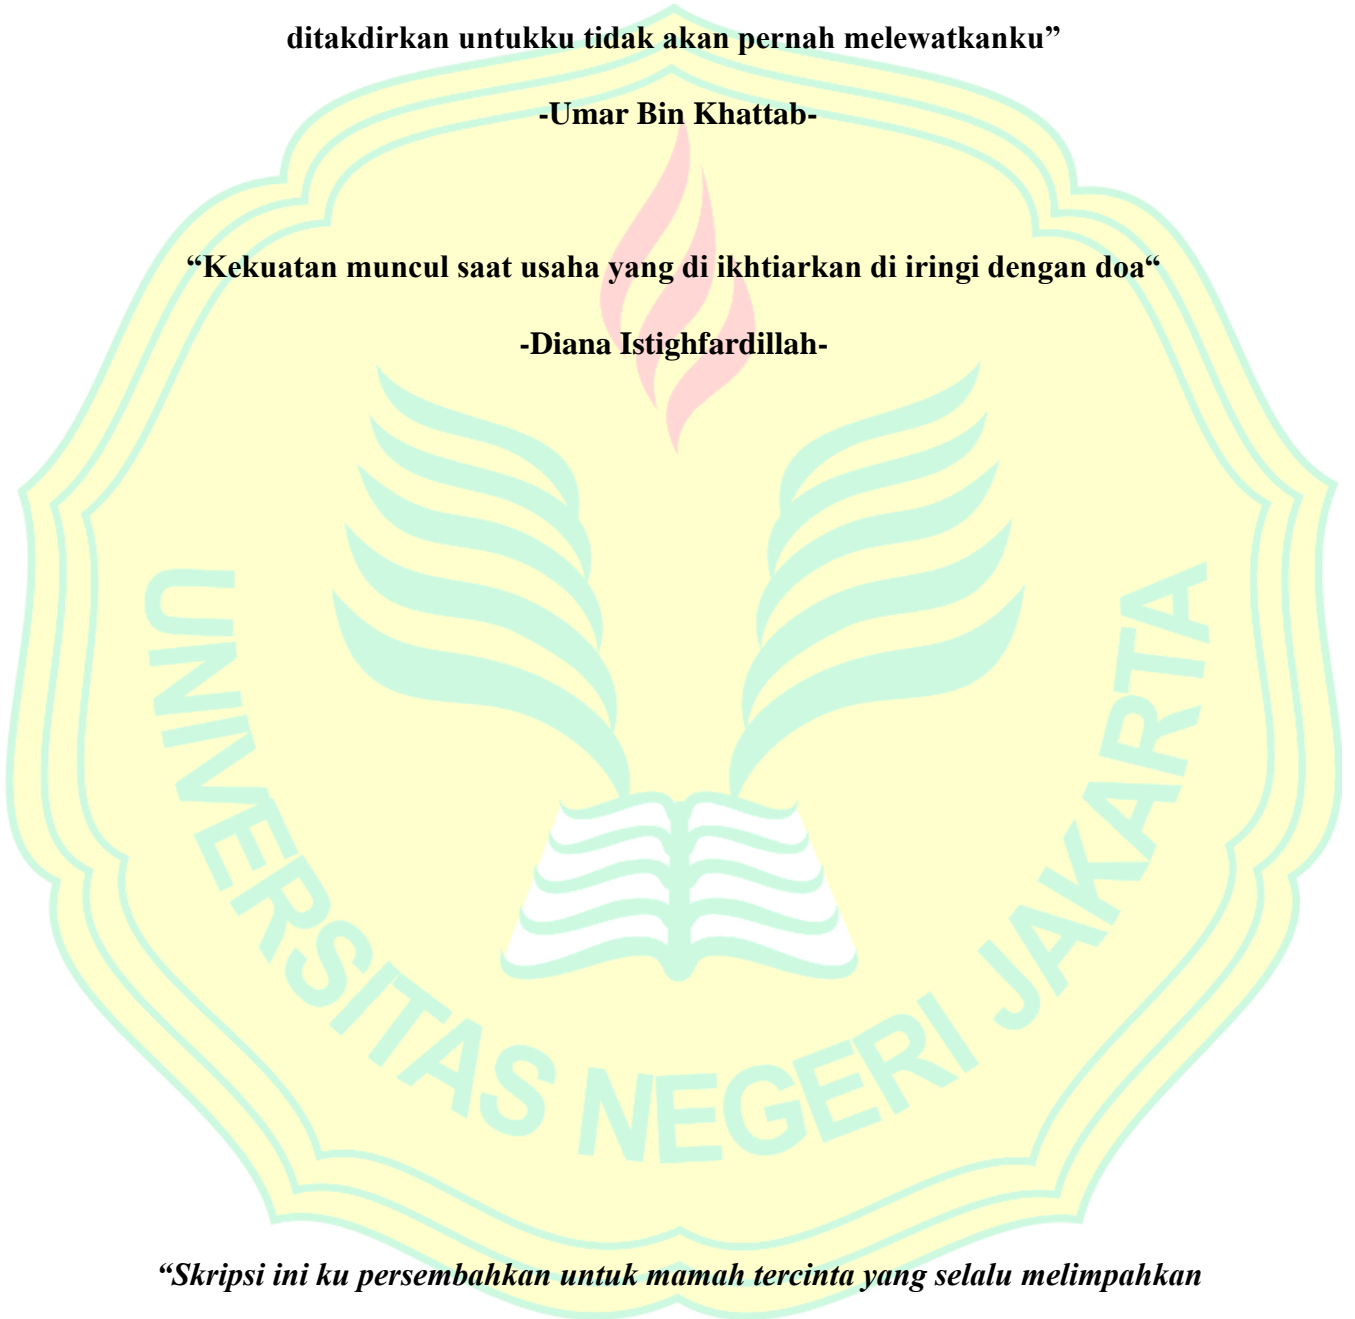 ditakdirkan untukku tidak akan pernah melewatkanku”
-Umar Bin Khattab-
“Kekuatan muncul saat usaha yang di ikhtiarkan di iringi dengan doa“
-Diana Istighfardillah-
UNIVERSITAS NEGERI JAKARTA
“Skripsi ini ku persembahkan untuk mamah tercinta yang selalu melimpahkan